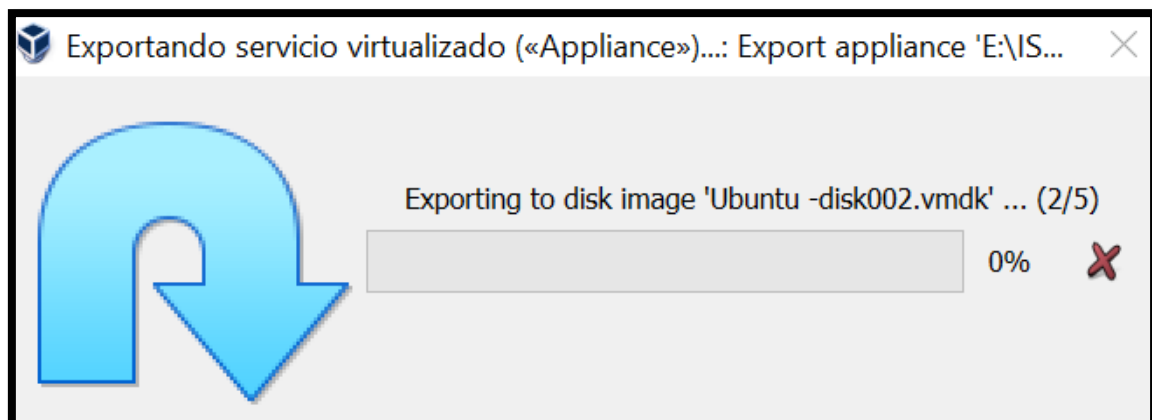 Exportando servicio virtualizado («Appliance»)...: Export appliance 'E:\IS...
Exporting to disk image 'Ubuntu -disk002.vmdk' ... (2/5)
0%